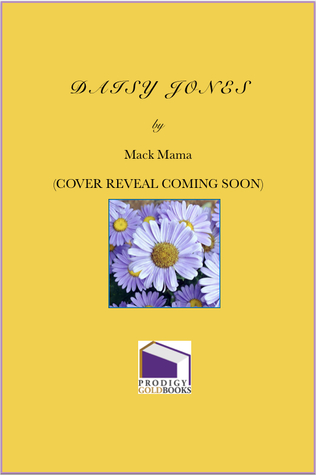 DAISY JONES
by
Mack Mama
(COVER REVEAL COMING SOON)
PRODIGY
GOLDBOOKS